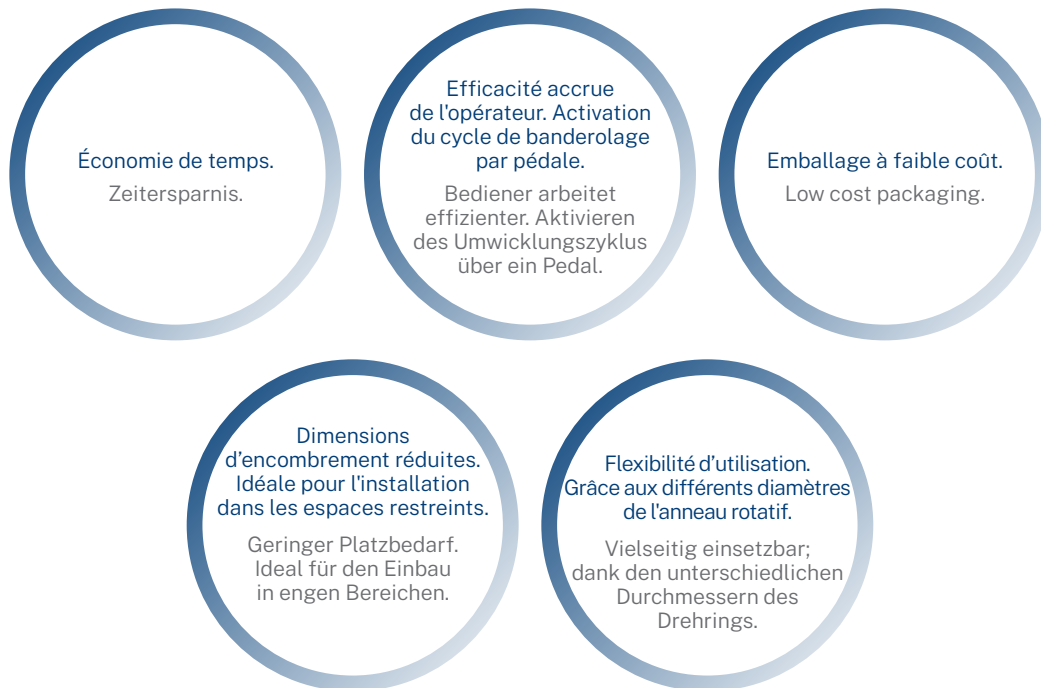 Économie de temps.
Zeitersparnis.
Efficacité accrue
de l'opérateur. Activation
du cycle de banderolage
par pédale.
Bediener arbeitet
effizienter. Aktivieren
des Umwicklungszyklus
über ein Pedal.
Emballage à faible coût.
Low cost packaging.
Dimensions
d’encombrement réduites.
Idéale pour l'installation
dans les espaces restreints.
Geringer Platzbedarf.
Ideal für den Einbau
in engen Bereichen.
Flexibilité d’utilisation.
Grâce aux différents diamètres
de l'anneau rotatif.
Vielseitig einsetzbar;
dank den unterschiedlichen
Durchmessern des
Drehrings.